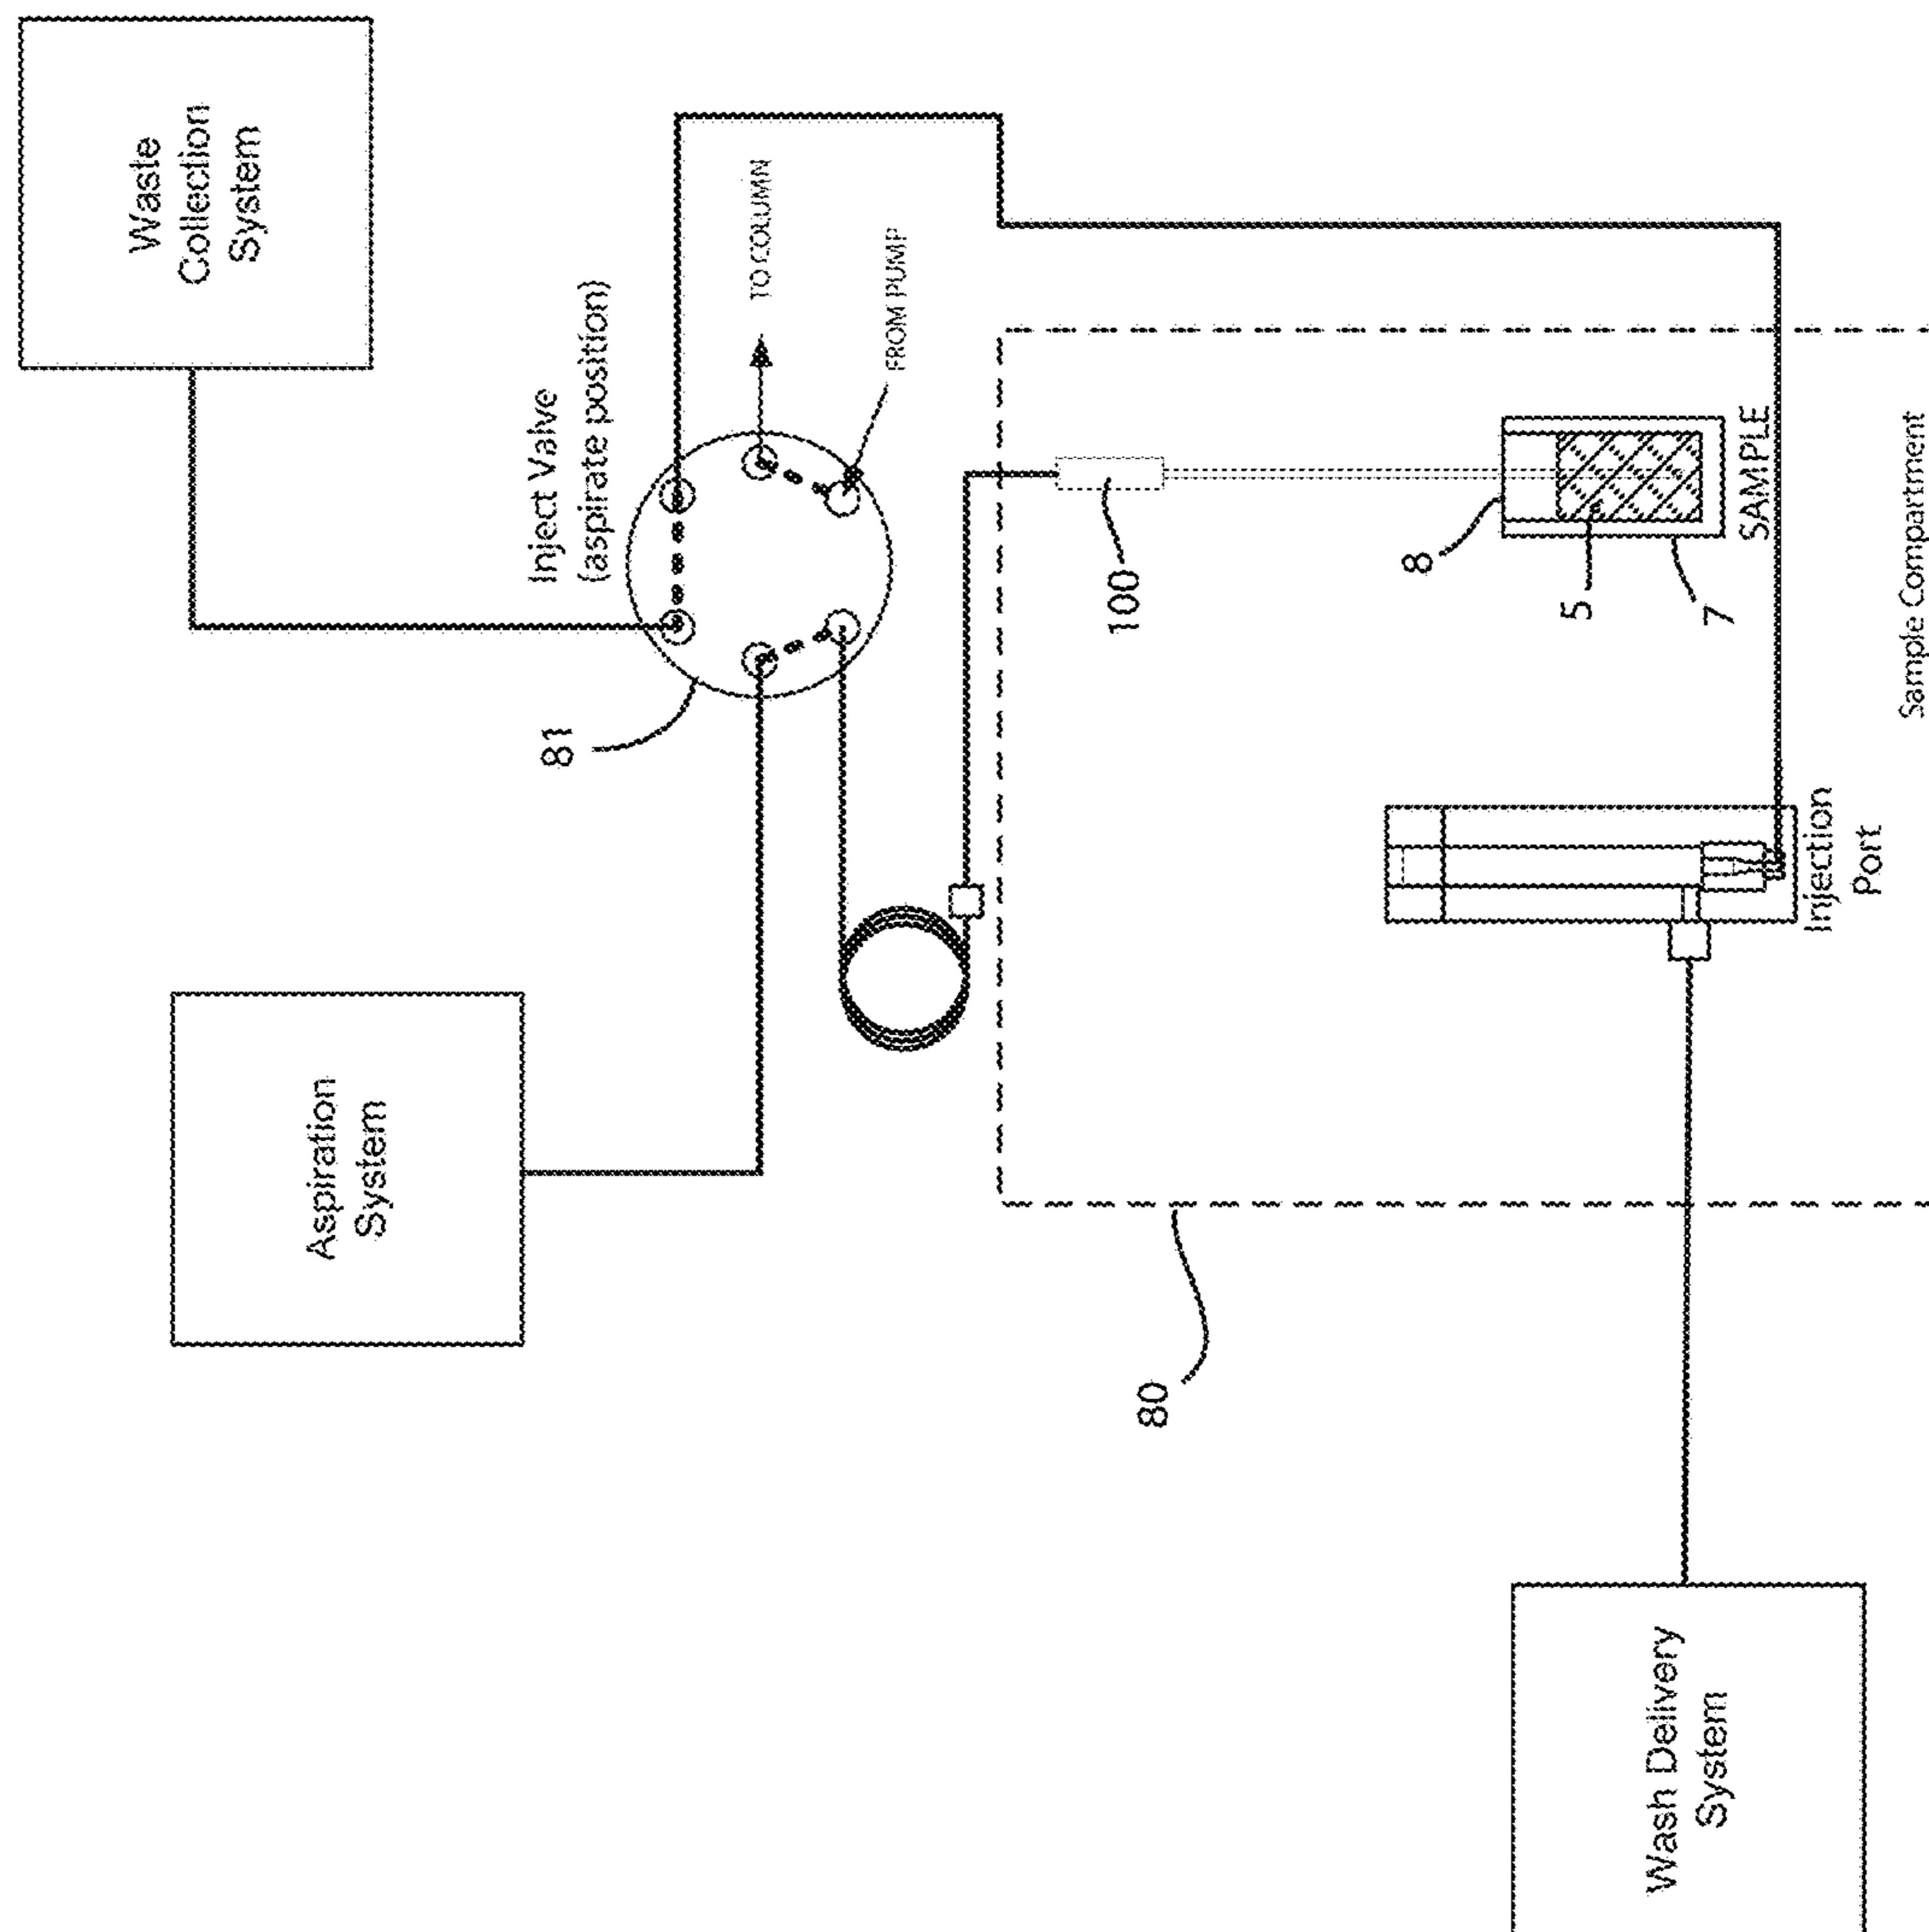 Waste
Collection
System
Inject Valve
(aspirate position)
TO COLUMN
FROM PUMP
81
Aspiration
System
100
8
5
7
SAMPLE
Sample Compartment
Injection
Port
80
Wash Delivery
System